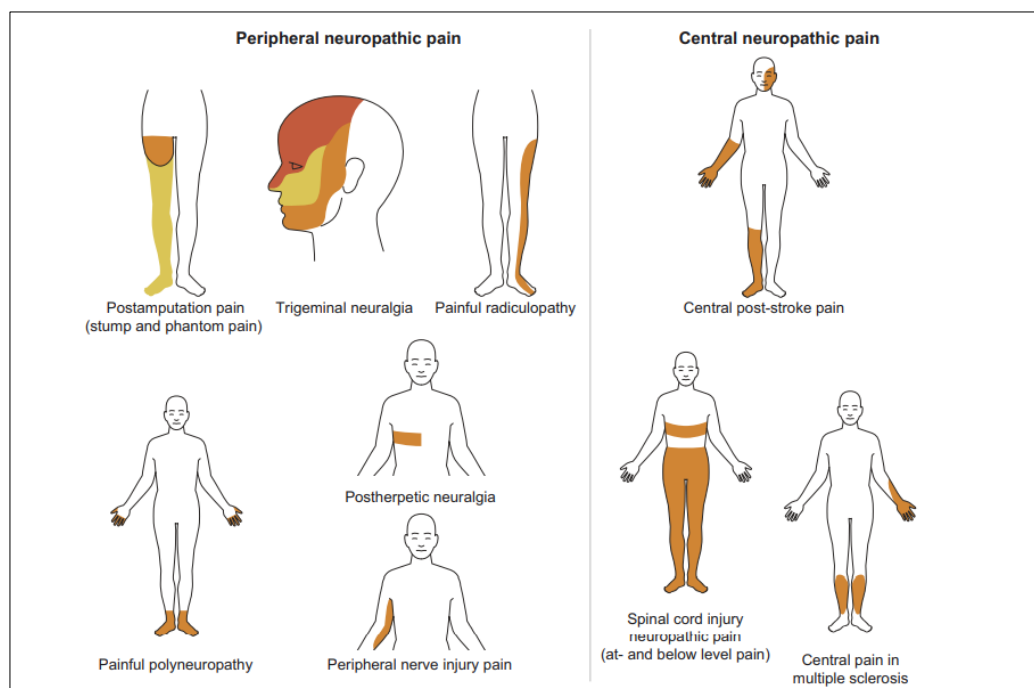 Peripheral neuropathic pain
Postamputation pain
(stump and phantom pain)
Trigeminal neuralgia
Painful radiculopathy
Postherpetic neuralgia
Painful polyneuropathy
Peripheral nerve injury pain
Central neuropathic pain
Central post-stroke pain
Spinal cord injury
neuropathic pain
(at- and below level pain)
Central pain in
multiple sclerosis